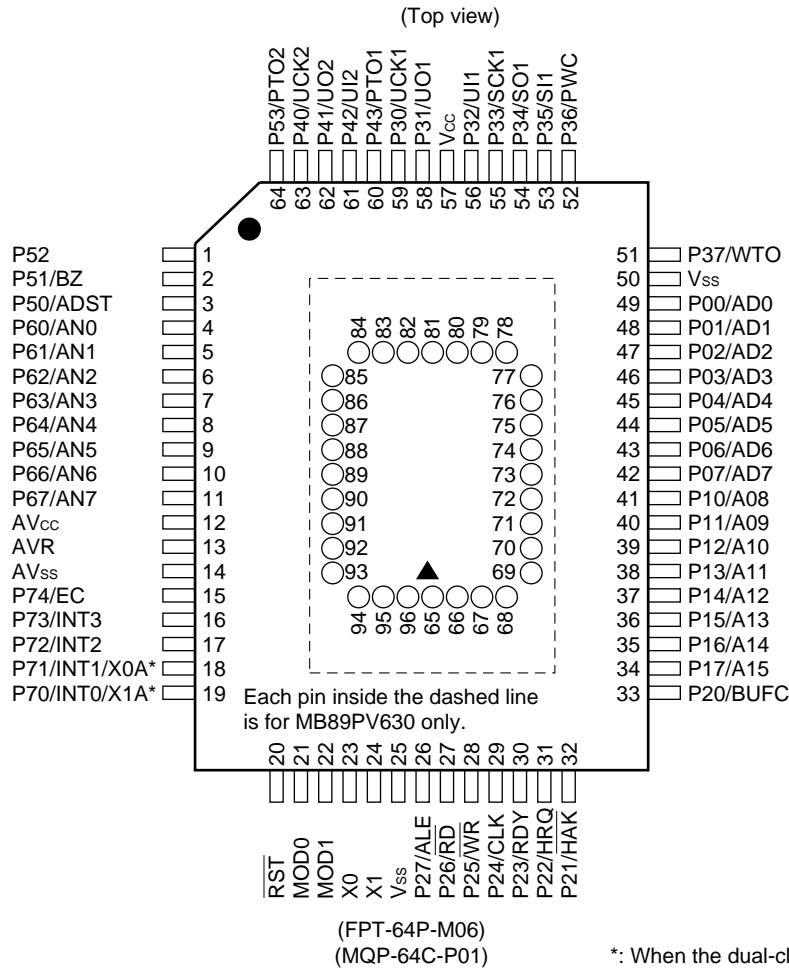 (Top view)
P53/PTO2
P40/UCK2
P41/UO2
P42/UI2
P43/PTO1
P30/UCK1
P31/UO1
Vcc
P32/UI1
P33/SCK1
P34/SO1
P35/SI1
P36/PWC
64
63
62
61
60
59
58
57
56
55
54
53
52
P52 1
P51/BZ 2
P50/ADST 3
P60/AN0 4
P61/AN1 5
P62/AN2 6
P63/AN3 7
P64/AN4 8
P65/AN5 9
P66/AN6 10
P67/AN7 11
AVcc 12
AVR 13
AVss 14
P74/EC 15
P73/INT3 16
P72/INT2 17
P71/INT1/X0A* 18
P70/INT0/X1A* 19
84
83
82
81
80
79
78
85 77
86 76
87 75
88 74
89 73
90 72
91 71
92 70
93 69
94
95
96
65
66
67
68
51 P37/WTO
50 Vss
49 P00/AD0
48 P01/AD1
47 P02/AD2
46 P03/AD3
45 P04/AD4
44 P05/AD5
43 P06/AD6
42 P07/AD7
41 P10/A08
40 P11/A09
39 P12/A10
38 P13/A11
37 P14/A12
36 P15/A13
35 P16/A14
34 P17/A15
33 P20/BUFC
Each pin inside the dashed line
is for MB89PV630 only.
20
21
22
23
24
25
26
27
28
29
30
31
32
RST
MOD0
MOD1
X0
X1
Vss
P27/ALE
P26/RD
P25/WR
P24/CLK
P23/RDY
P22/HRQ
P21/HAK
(FPT-64P-M06)
(MQP-64C-P01)
*: When the